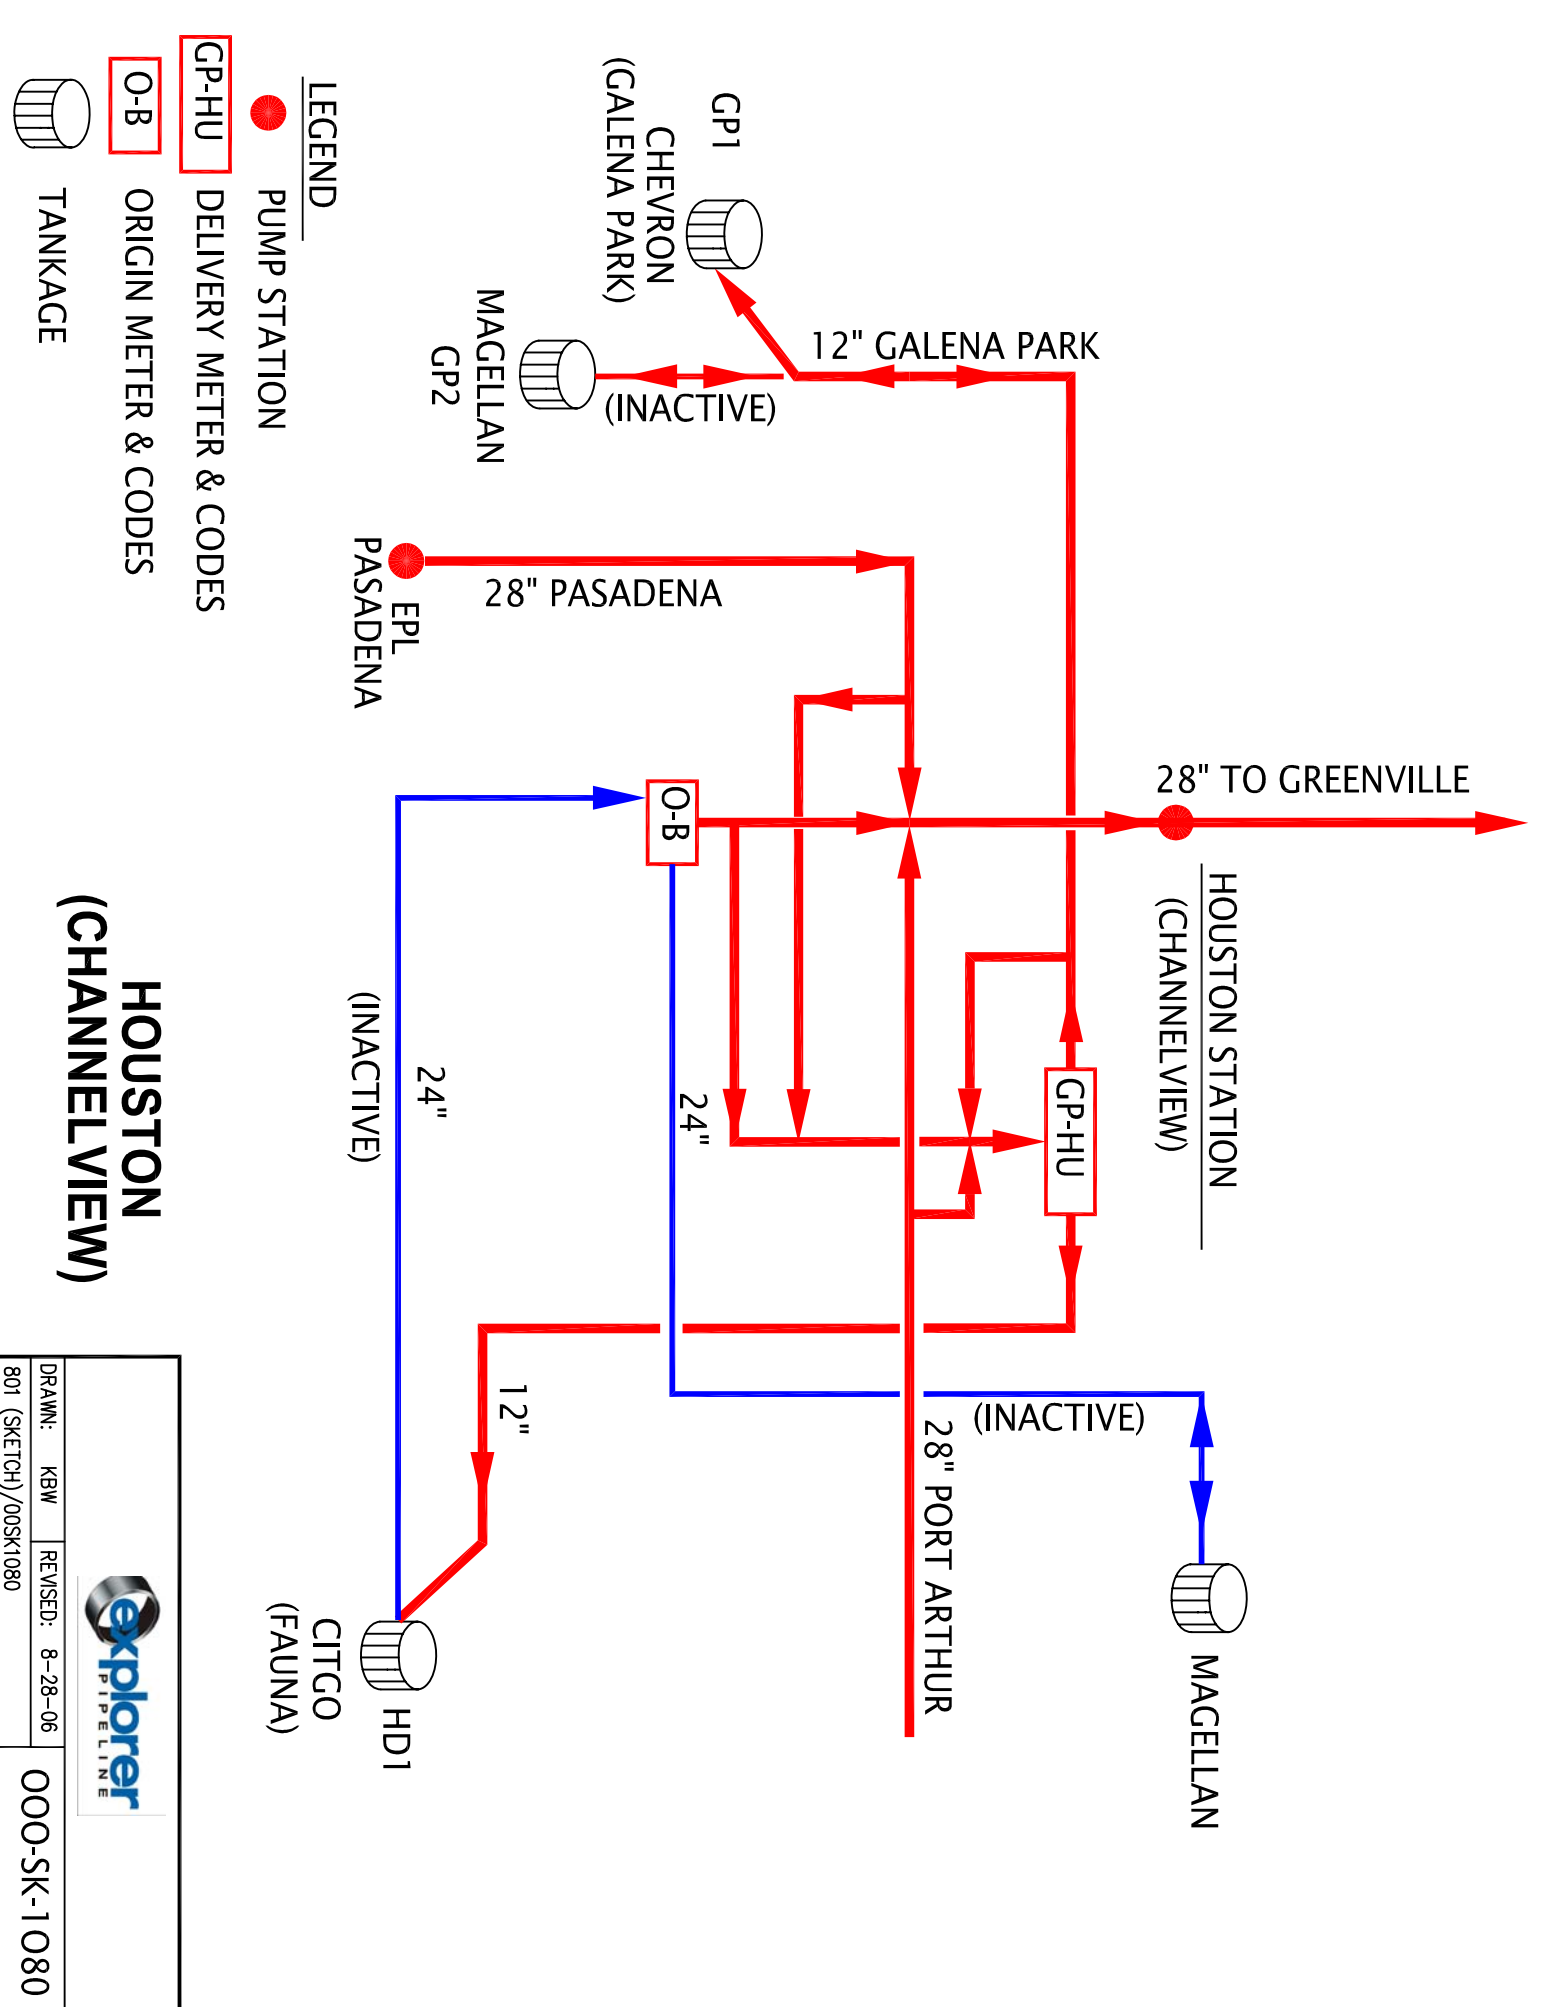 28" TO GREENVILLE
HOUSTON STATION
(CHANNELVIEW)
MAGELLAN
12" GALENA PARK
GP-HU
(INACTIVE)
28" PORT ARTHUR
GP1
CHEVRON
(GALENA PARK)
(INACTIVE)
MAGELLAN
GP2
28" PASADENA
O-B
24"
EPL
PASADENA
24"
(INACTIVE)
12"
HD1
CITGO
(FAUNA)
LEGEND
PUMP STATION
GP-HU
DELIVERY METER & CODES
O-B
ORIGIN METER & CODES
TANKAGE
HOUSTON
(CHANNELVIEW)
explorer
PIPELINE
DRAWN: KBW
REVISED: 8-28-06
801 (SKETCH)/00SK1080
000-SK-1080